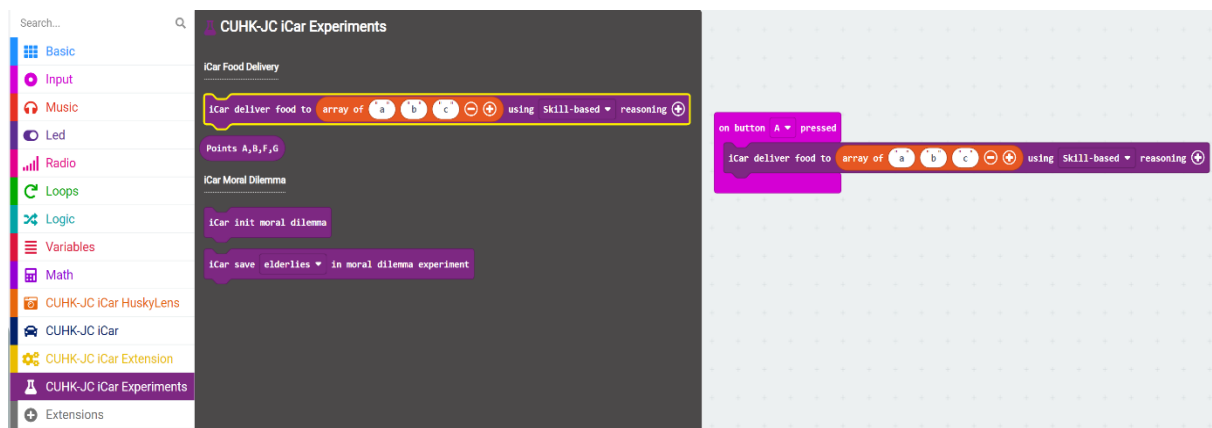 Search...
Basic
Input
Music
Led
Radio
Loops
Logic
Variables
Math
CUHK-JC iCar HuskyLens
CUHK-JC iCar
CUHK-JC iCar Extension
CUHK-JC iCar Experiments
Extensions
CUHK-JC iCar Experiments
iCar Food Delivery
iCar deliver food to array of "a" "b" "c" using Skill-based reasoning
Points A,B,F,G
iCar Moral Dilemma
iCar init moral dilemma
iCar save elderlies in moral dilemma experiment
on button A pressed
iCar deliver food to array of "a" "b" "c" using Skill-based reasoning